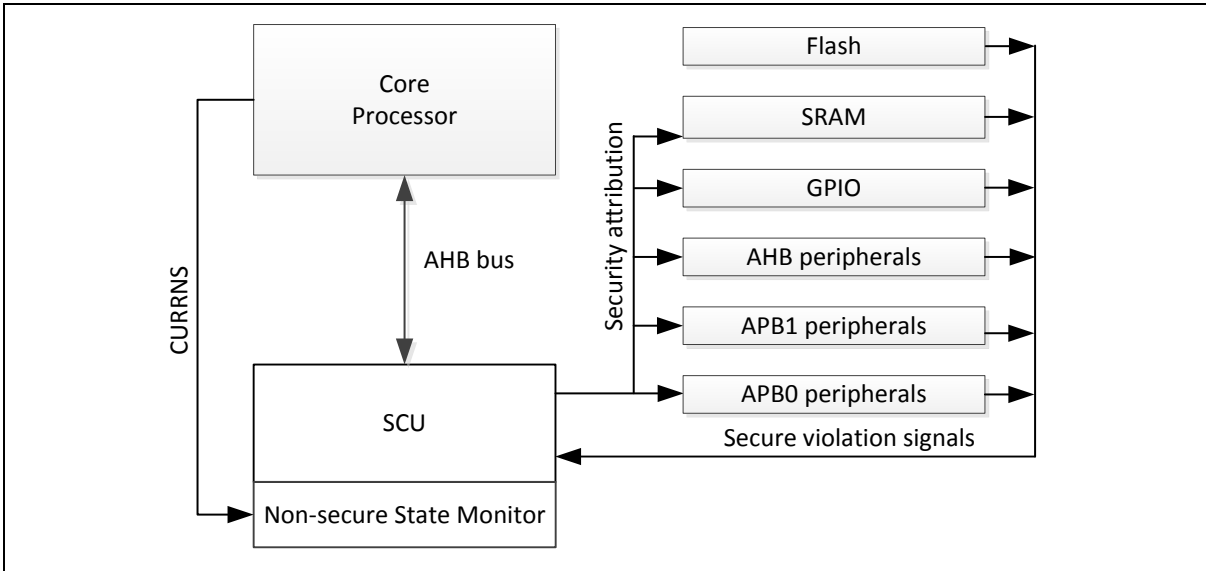 Core
Processor
Flash
SRAM
GPIO
AHB peripherals
APB1 peripherals
APB0 peripherals
Security attribution
CURRNS
AHB bus
SCU
Non-secure State Monitor
Secure violation signals